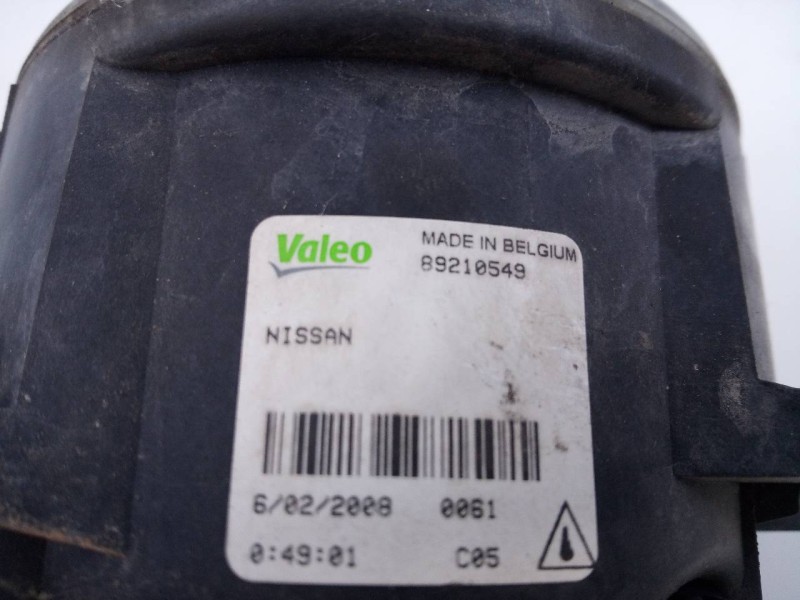 Valeo MADE IN BELGIUM
89210549
NISSAN
6/02/2008 0061
0:49:01 C05